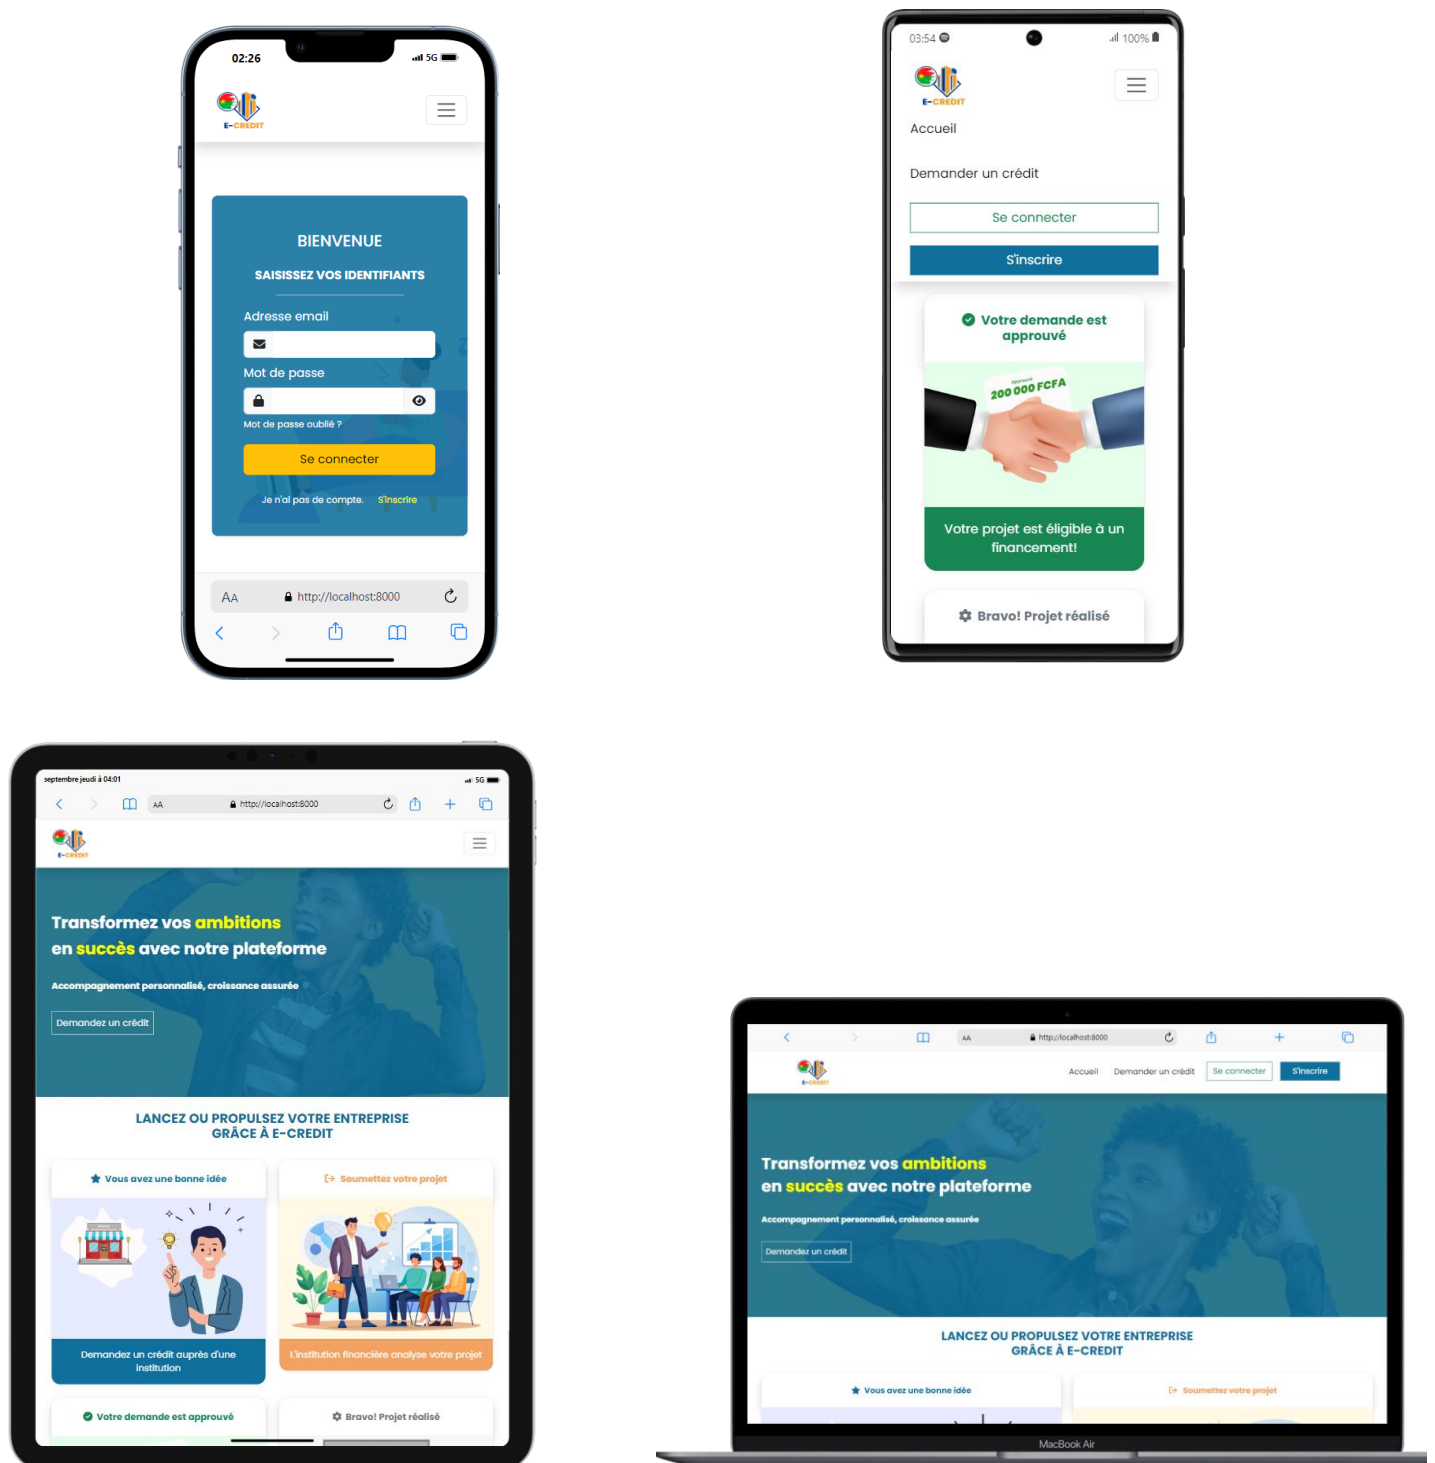 02:26
5G
E-CREDIT
BIENVENUE
SAISISSEZ VOS IDENTIFIANTS
Adresse email
Mot de passe
Mot de passe oublié ?
Se connecter
Je n'ai pas de compte. S'inscrire
AA http://localhost:8000
03:54 100%
E-CREDIT
Accueil
Demander un crédit
Se connecter
S'inscrire
Votre demande est
approuvé
200 000 FCFA
Votre projet est éligible à un
financement!
Bravo! Projet réalisé
septembre jeudi à 04:01 5G
AA http://localhost:8000
E-CREDIT
Transformez vos ambitions
en succès avec notre plateforme
Accompagnement personnalisé, croissance assurée
Demandez un crédit
LANCEZ OU PROPULSEZ VOTRE ENTREPRISE
GRÂCE À E-CREDIT
Vous avez une bonne idée
Soumettez votre projet
Demandez un crédit auprès d'une
institution
L'institution financière analyse votre projet
Votre demande est approuvé
Bravo! Projet réalisé
AA http://localhost:8000
E-CREDIT
Accueil Demander un crédit Se connecter S'inscrire
Transformez vos ambitions
en succès avec notre plateforme
Accompagnement personnalisé, croissance assurée
Demandez un crédit
LANCEZ OU PROPULSEZ VOTRE ENTREPRISE
GRÂCE À E-CREDIT
Vous avez une bonne idée
Soumettez votre projet
MacBook Air